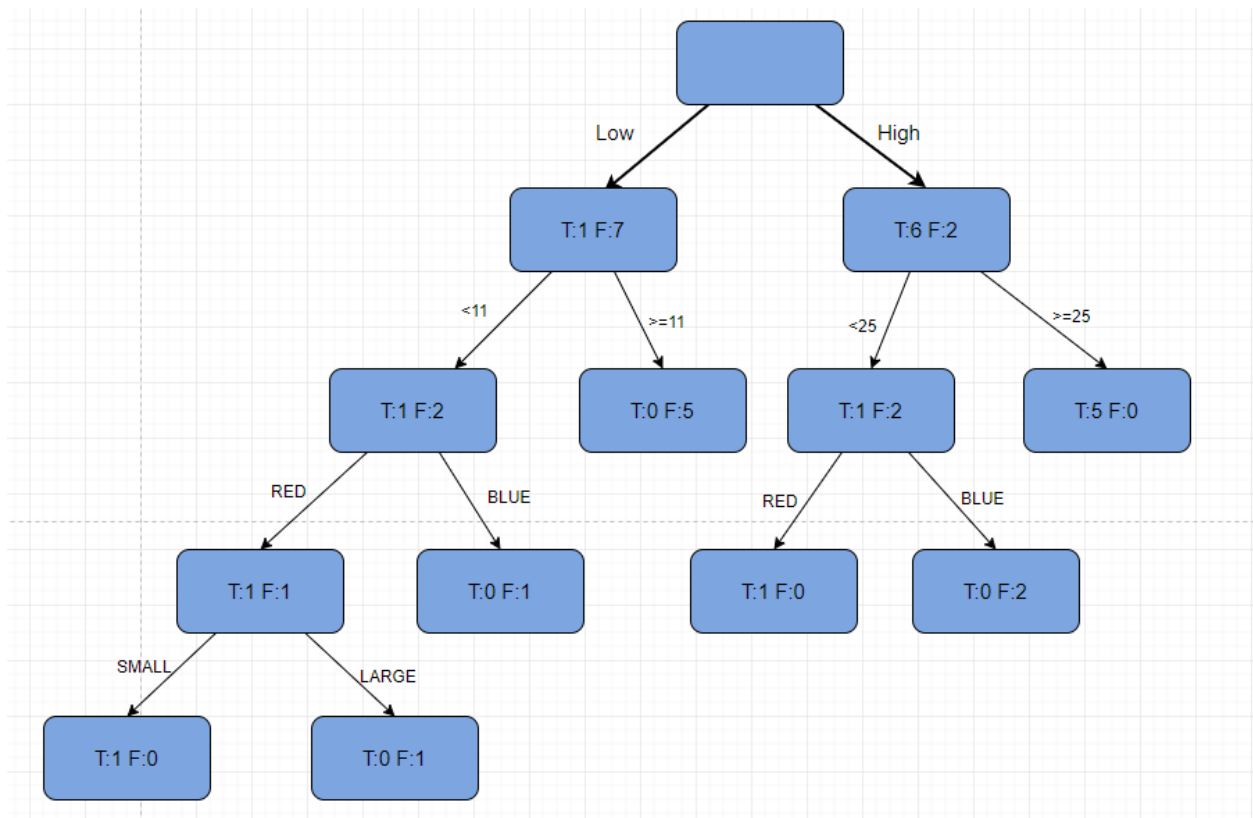 Low
High
T:1 F:7
T:6 F:2
<11
>=11
<25
>=25
T:1 F:2
T:0 F:5
T:1 F:2
T:5 F:0
RED
BLUE
RED
BLUE
T:1 F:1
T:0 F:1
T:1 F:0
T:0 F:2
SMALL
LARGE
T:1 F:0
T:0 F:1